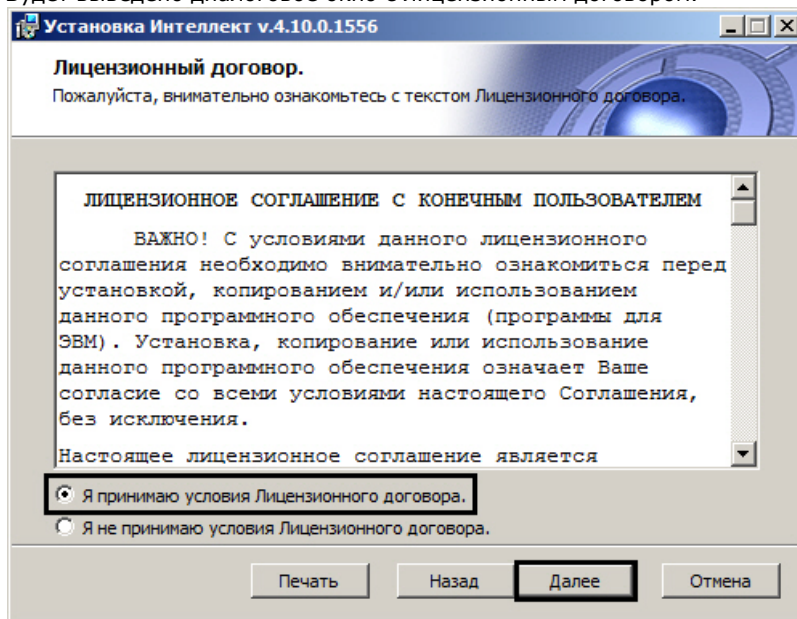 Будет выведено диалоговое окно с лицензионным договором.
Установка Интеллект v.4.10.0.1556
Лицензионный договор.
Пожалуйста, внимательно ознакомьтесь с текстом Лицензионного договора.
ЛИЦЕНЗИОННОЕ СОГЛАШЕНИЕ С КОНЕЧНЫМ ПОЛЬЗОВАТЕЛЕМ
ВАЖНО! С условиями данного лицензионного
соглашения необходимо внимательно ознакомиться перед
установкой, копированием и/или использованием
данного программного обеспечения (программы для
ЭВМ). Установка, копирование или использование
данного программного обеспечения означает Ваше
согласие со всеми условиями настоящего Соглашения,
без исключения.
Настоящее лицензионное соглашение является
Я принимаю условия Лицензионного договора.
Я не принимаю условия Лицензионного договора.
Печать Назад Далее Отмена